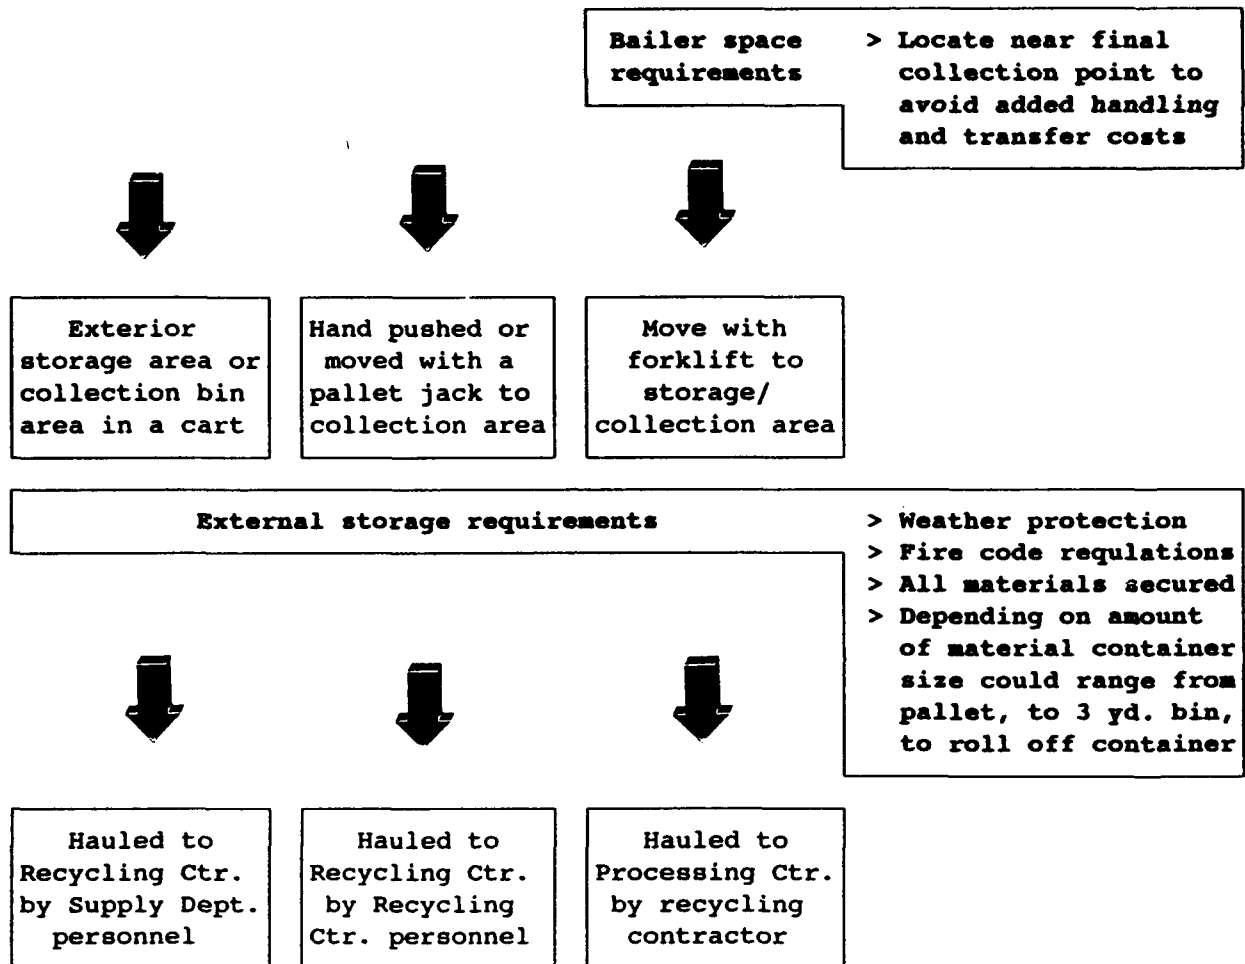 Bailer space
requirements
> Locate near final
collection point to
avoid added handling
and transfer costs
Exterior
storage area or
collection bin
area in a cart
Hand pushed or
moved with a
pallet jack to
collection area
Move with
forklift to
storage/
collection area
External storage requirements
> Weather protection
> Fire code requlations
> All materials secured
> Depending on amount
of material container
size could range from
pallet, to 3 yd. bin,
to roll off container
Hauled to
Recycling Ctr.
by Supply Dept.
personnel
Hauled to
Recycling Ctr.
by Recycling
Ctr. personnel
Hauled to
Processing Ctr.
by recycling
contractor